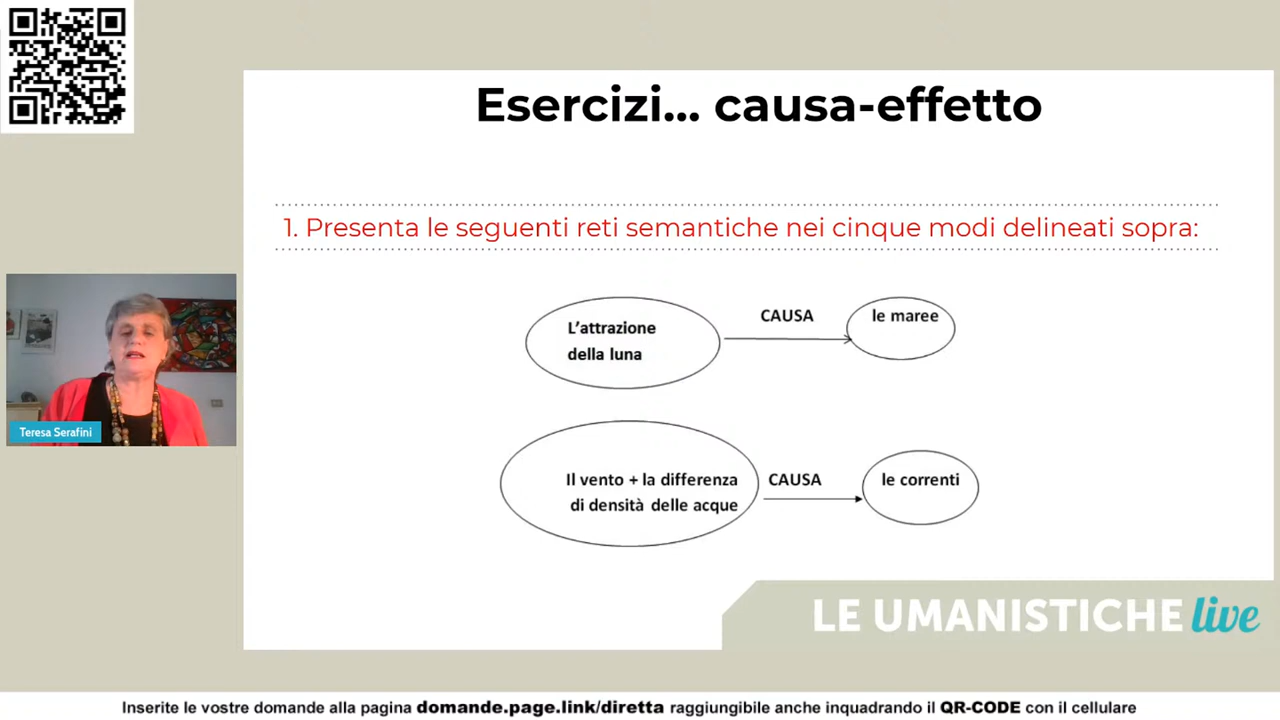 Esercizi... causa-effetto
1. Presenta le seguenti reti semantiche nei cinque modi delineati sopra:
L'attrazione
della luna
CAUSA
le maree
Il vento + la differenza
di densità delle acque
CAUSA
le correnti
Teresa Serafini
LE UMANISTICHE live
Inserite le vostre domande alla pagina domande.page.link/diretta raggiungibile anche inquadrando il QR-CODE con il cellulare